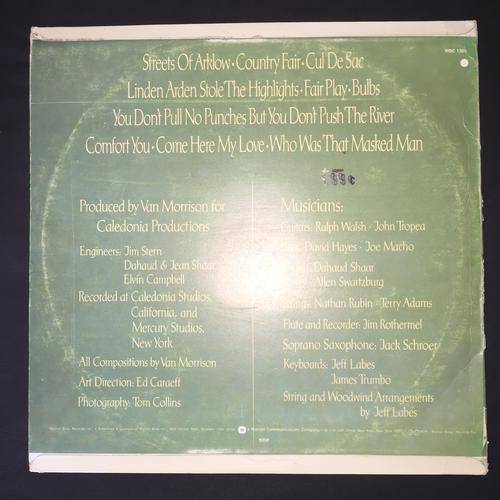 WBC 1805
Streets Of Arklow • Country Fair • Cul De Sac
Linden Arden Stole The Highlights • Fair Play • Bulbs
You Don't Pull No Punches But You Don't Push The River
Comfort You • Come Here My Love • Who Was That Masked Man
Produced by Van Morrison for
Caledonia Productions
Engineers: Jim Stern
Dahaud & Jean Shaar
Elvin Campbell
Recorded at Caledonia Studios,
California, and
Mercury Studios,
New York
All Compositions by Van Morrison
Art Direction: Ed Caraeff
Photography: Tom Collins
Musicians:
Guitars: Ralph Walsh • John Tropea
David Hayes • Joe Macho
Dahaud Shaar
Allen Swartzburg
Strings: Nathan Rubin • Terry Adams
Flute and Recorder: Jim Rothermel
Soprano Saxophone: Jack Schroer
Keyboards: Jeff Labes
James Trumbo
String and Woodwind Arrangements
by Jeff Labes